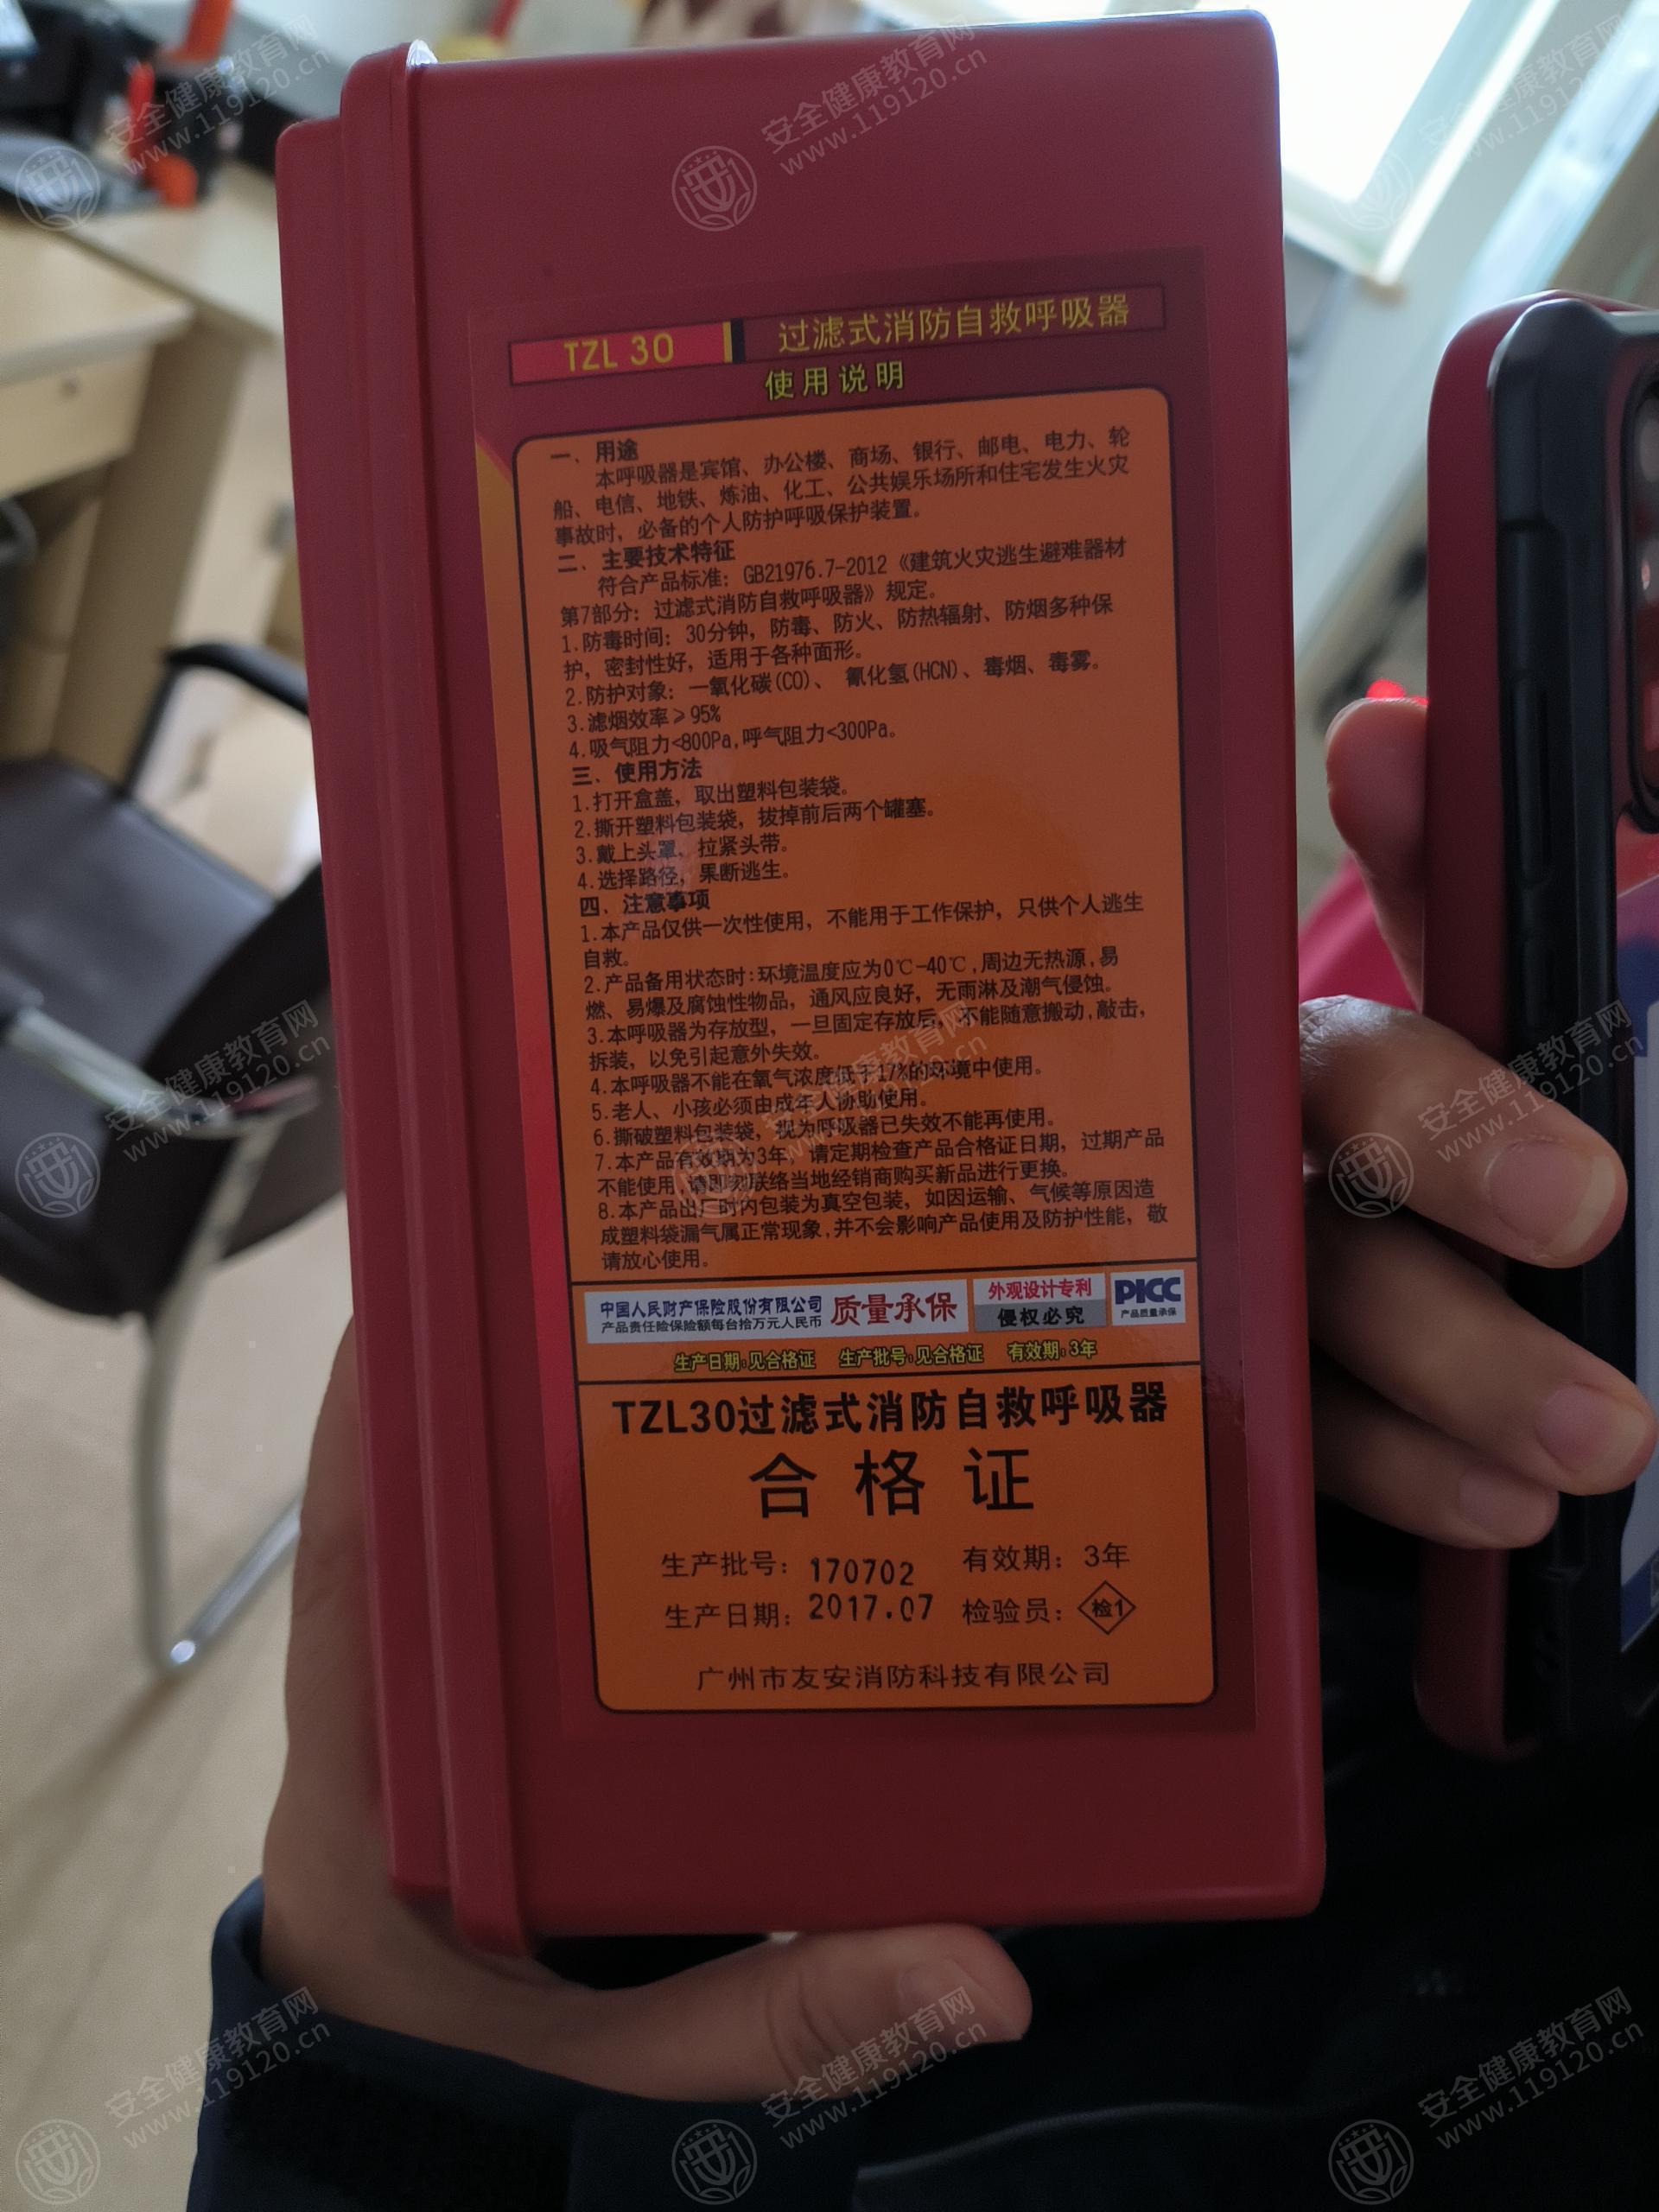 TZL 30 过滤式消防自救呼吸器
使用说明
一、用途
本呼吸器是宾馆、办公楼、商场、银行、邮电、电力、轮
船、电信、地铁、炼油、化工、公共娱乐场所和住宅发生火灾
事故时，必备的个人防护呼吸保护装置。
二、主要技术特征
符合产品标准：GB21976.7-2012《建筑火灾逃生避难器材
第7部分：过滤式消防自救呼吸器》规定。
1.防毒时间：30分钟，防毒、防火、防热辐射、防烟多种保
护，密封性好，适用于各种面形。
2.防护对象：一氧化碳(CO)、氰化氢(HCN)、毒烟、毒雾。
3.滤烟效率≥95%
4.吸气阻力<800Pa,呼气阻力<300Pa。
三、使用方法
1.打开盒盖，取出塑料包装袋。
2.撕开塑料包装袋，拔掉前后两个罐塞。
3.戴上头罩，拉紧头带。
4.选择路径，果断逃生。
四、注意事项
1.本产品仅供一次性使用，不能用于工作保护，只供个人逃生
自救。
2.产品备用状态时:环境温度应为0℃-40℃,周边无热源,易
燃、易爆及腐蚀性物品，通风应良好，无雨淋及潮气侵蚀。
3.本呼吸器为存放型，一旦固定存放后，不能随意搬动,敲击,
拆装，以免引起意外失效。
4.本呼吸器不能在氧气浓度低于17%的环境中使用。
5.老人、小孩必须由成年人协助使用。
6.撕破塑料包装袋，视为呼吸器已失效不能再使用。
7.本产品有效期为3年，请定期检查产品合格证日期，过期产品
不能使用,请即刻联络当地经销商购买新品进行更换。
8.本产品出厂时内包装为真空包装，如因运输、气候等原因造
成塑料袋漏气属正常现象,并不会影响产品使用及防护性能，敬
请放心使用。
中国人民财产保险股份有限公司 质量承保 外观设计专利 PICC
产品责任险保险额每台拾万元人民币 侵权必究 产品质量承保
生产日期:见合格证 生产批号:见合格证 有效期:3年
TZL30过滤式消防自救呼吸器
合格证
生产批号：170702 有效期：3年
生产日期：2017.07 检验员：检1
广州市友安消防科技有限公司
安全健康教育网
www.119120.cn